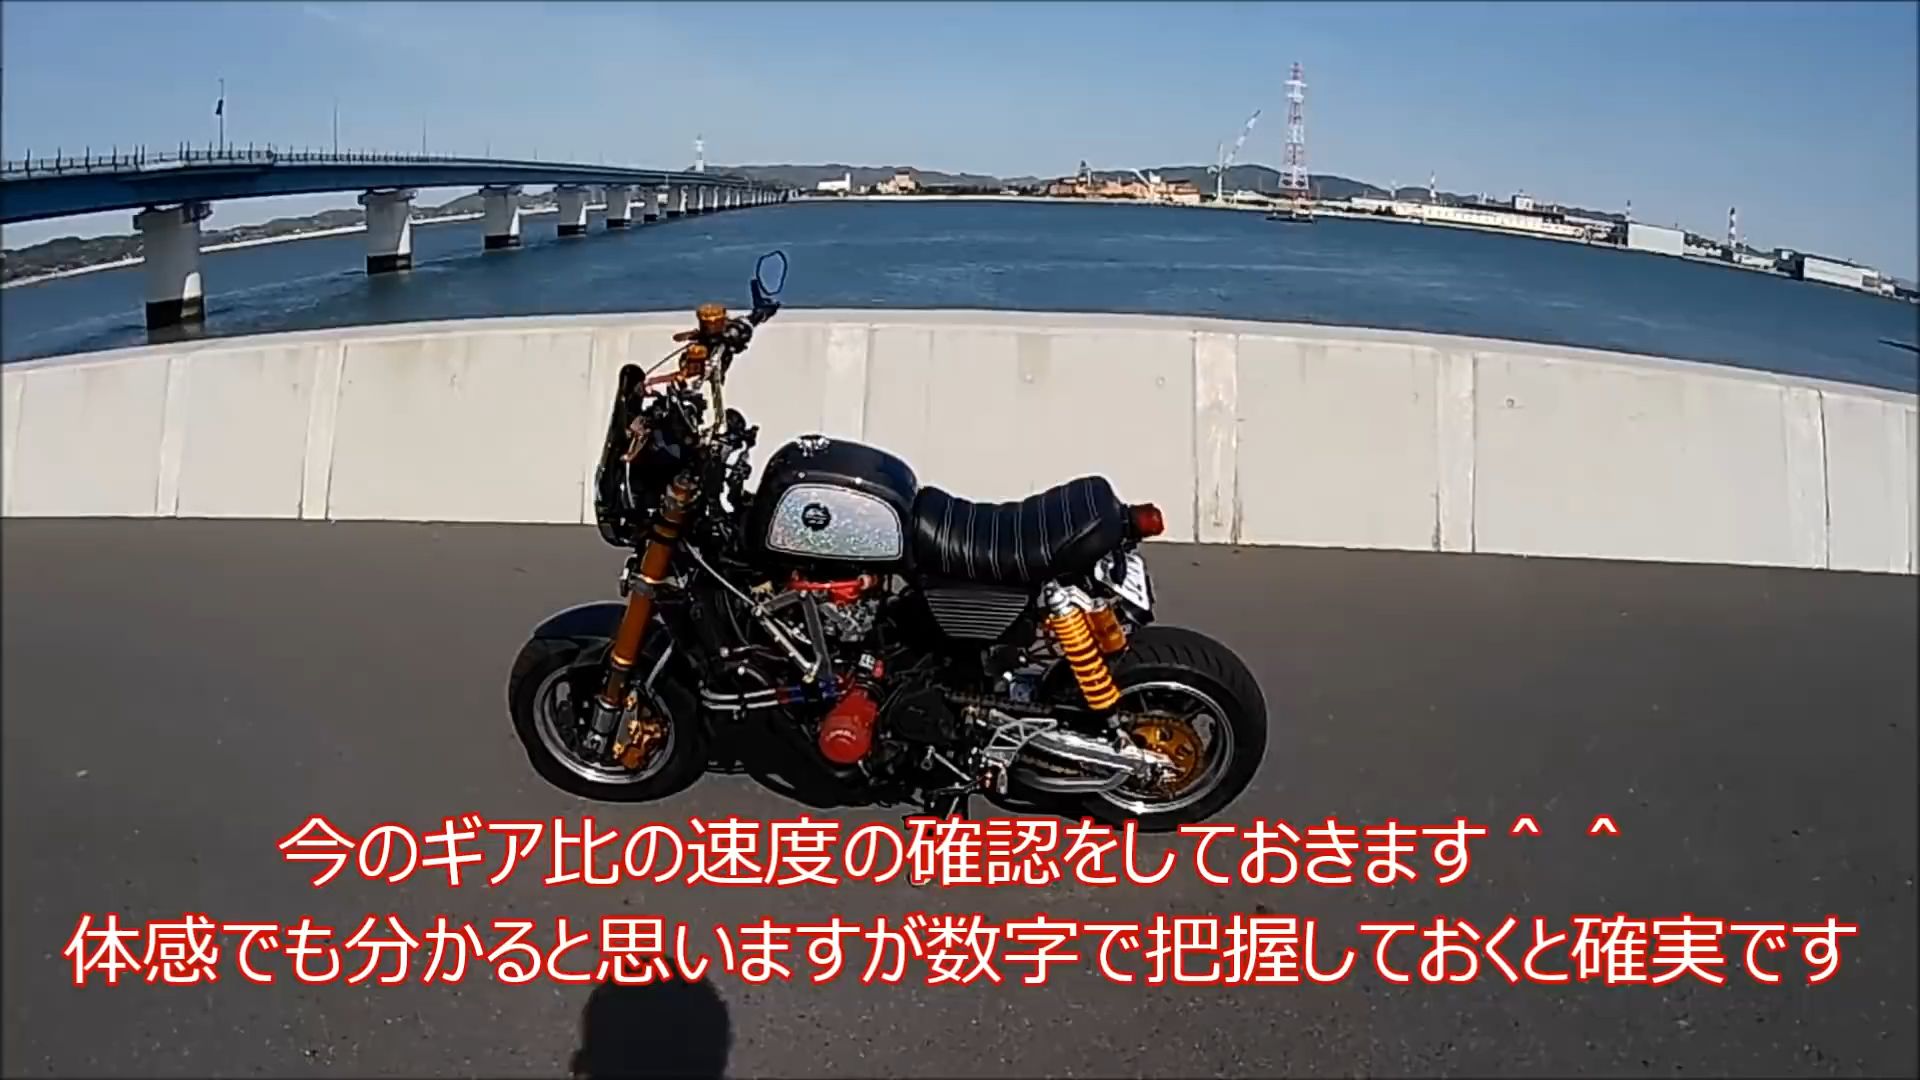 今のギア比の速度の確認をしておきます＾ ＾
体感でも分かると思いますが数字で把握しておくと確実です